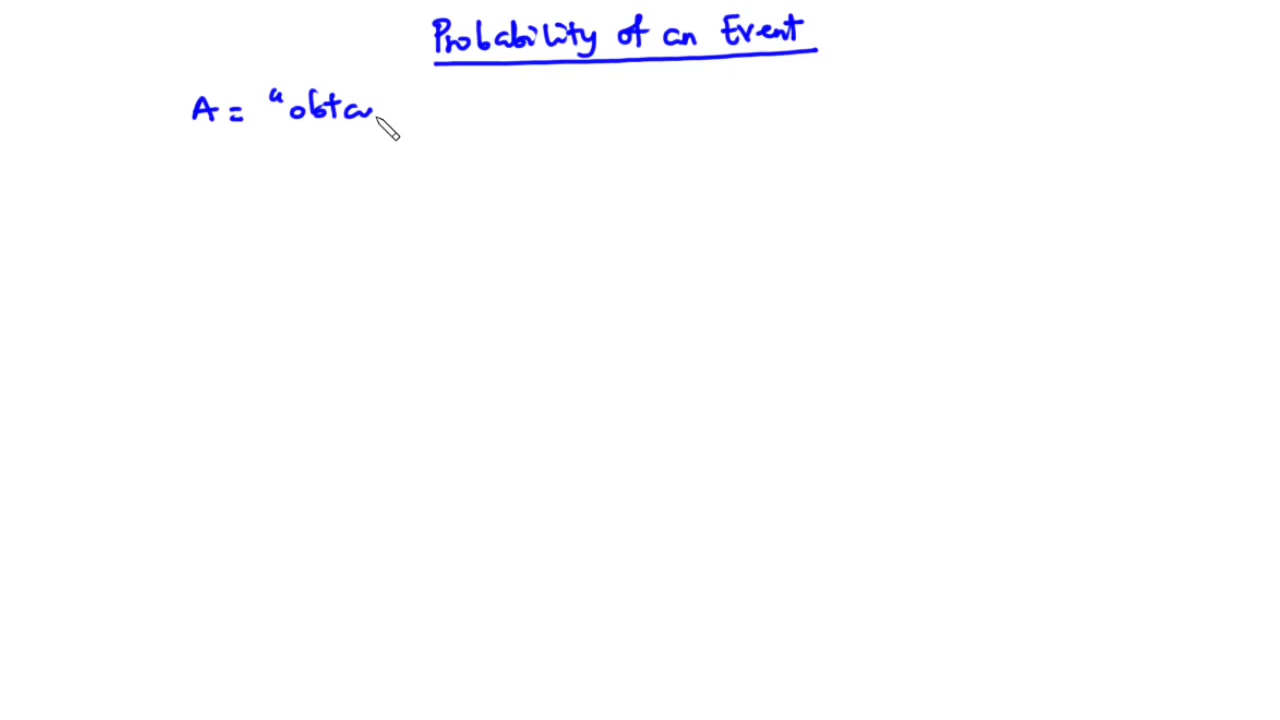 Probability of an Event
A = "obta